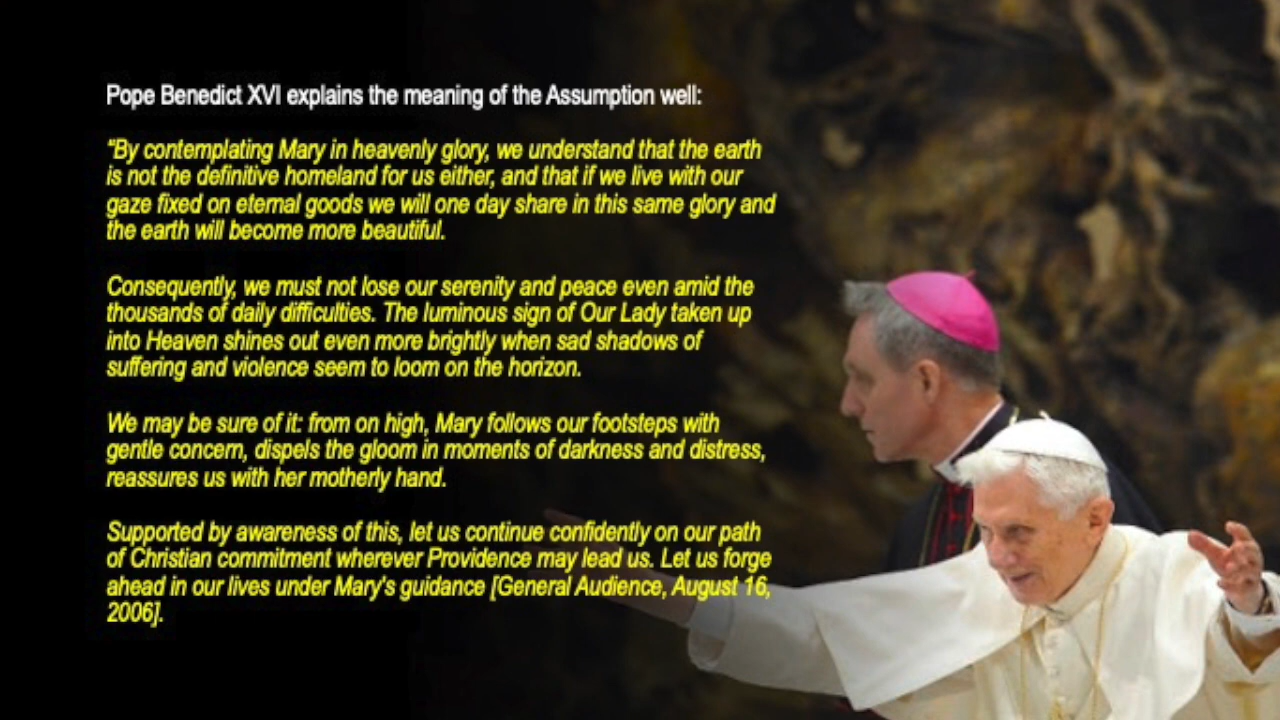 Pope Benedict XVI explains the meaning of the Assumption well:
"By contemplating Mary in heavenly glory, we understand that the earth
is not the definitive homeland for us either, and that if we live with our
gaze fixed on eternal goods we will one day share in this same glory and
the earth will become more beautiful.
Consequently, we must not lose our serenity and peace even amid the
thousands of daily difficulties. The luminous sign of Our Lady taken up
into Heaven shines out even more brightly when sad shadows of
suffering and violence seem to loom on the horizon.
We may be sure of it: from on high, Mary follows our footsteps with
gentle concern, dispels the gloom in moments of darkness and distress,
reassures us with her motherly hand.
Supported by awareness of this, let us continue confidently on our path
of Christian commitment wherever Providence may lead us. Let us forge
ahead in our lives under Mary's guidance [General Audience, August 16,
2006].